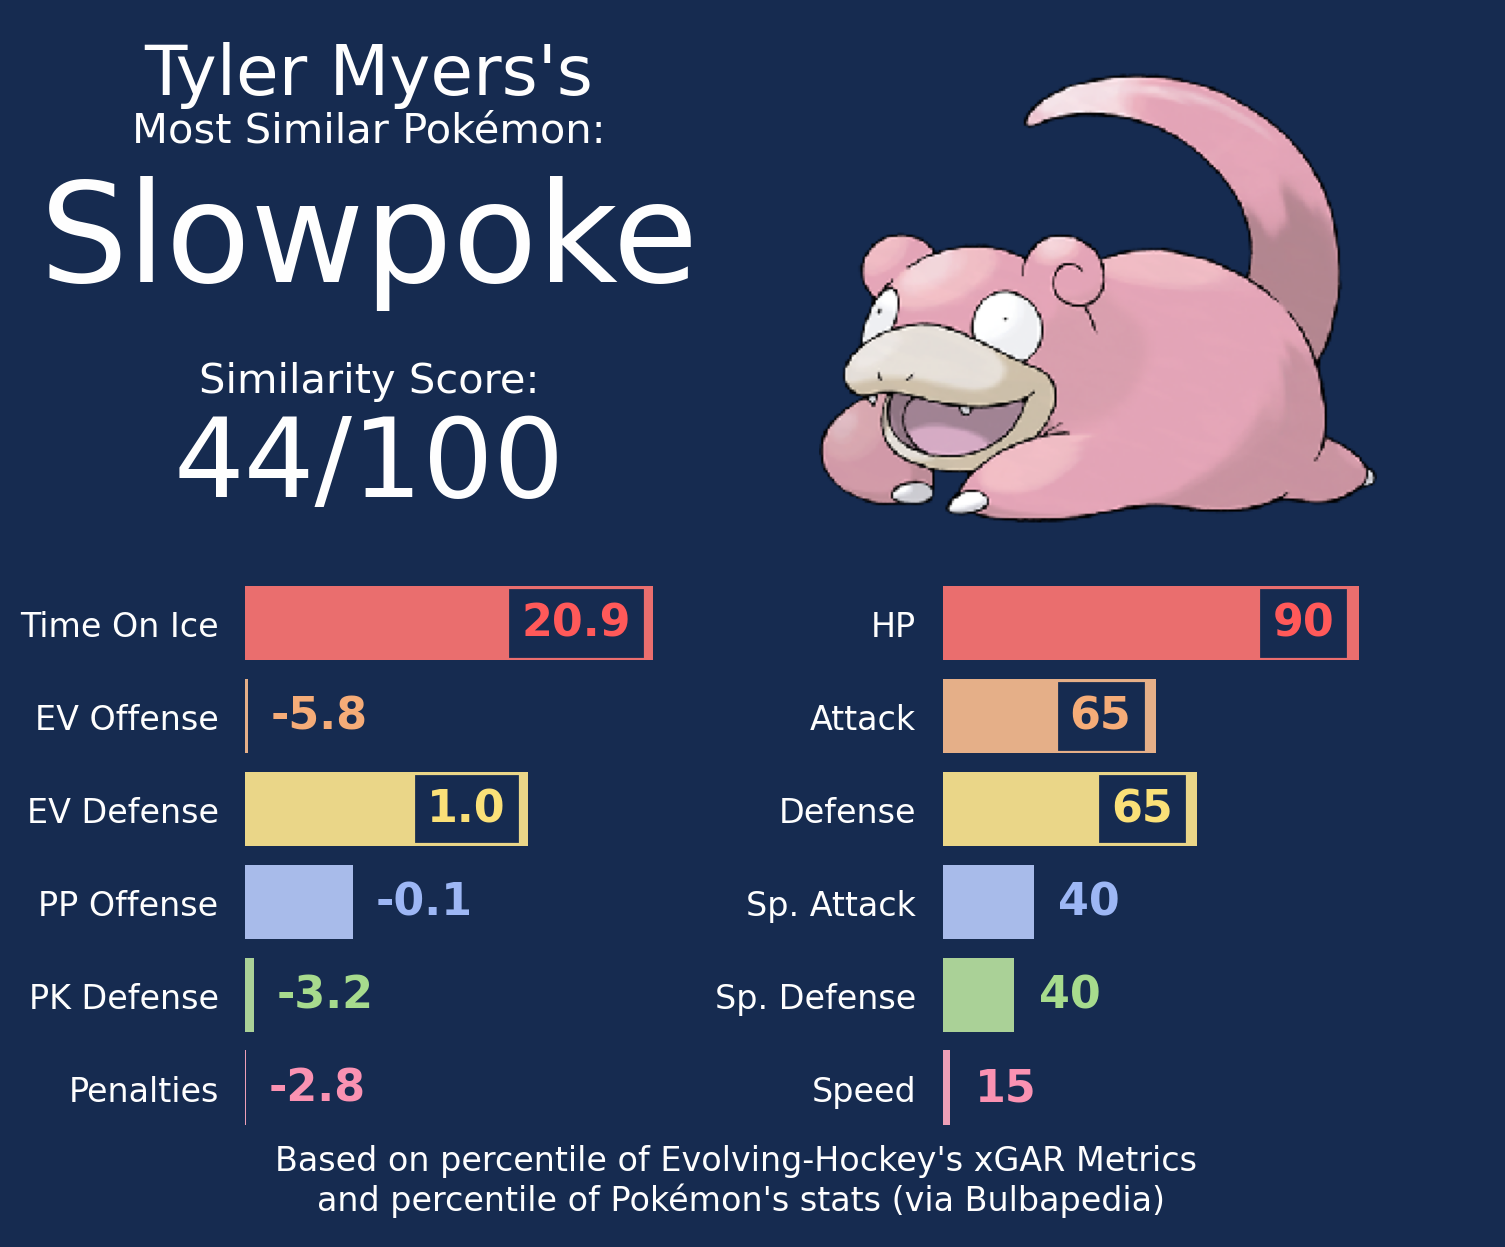 Tyler Myers's
Most Similar Pokémon:
Slowpoke
Similarity Score:
44/100
Time On Ice 20.9
EV Offense -5.8
EV Defense 1.0
PP Offense -0.1
PK Defense -3.2
Penalties -2.8
HP 90
Attack 65
Defense 65
Sp. Attack 40
Sp. Defense 40
Speed 15
Based on percentile of Evolving-Hockey's xGAR Metrics
and percentile of Pokémon's stats (via Bulbapedia)